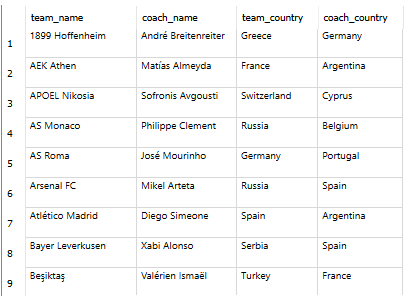 team_name coach_name team_country coach_country
1 1899 Hoffenheim André Breitenreiter Greece Germany
2 AEK Athen Matías Almeyda France Argentina
3 APOEL Nikosia Sofronis Avgousti Switzerland Cyprus
4 AS Monaco Philippe Clement Russia Belgium
5 AS Roma José Mourinho Germany Portugal
6 Arsenal FC Mikel Arteta Russia Spain
7 Atlético Madrid Diego Simeone Spain Argentina
8 Bayer Leverkusen Xabi Alonso Serbia Spain
9 Beşiktaş Valérien Ismaël Turkey France